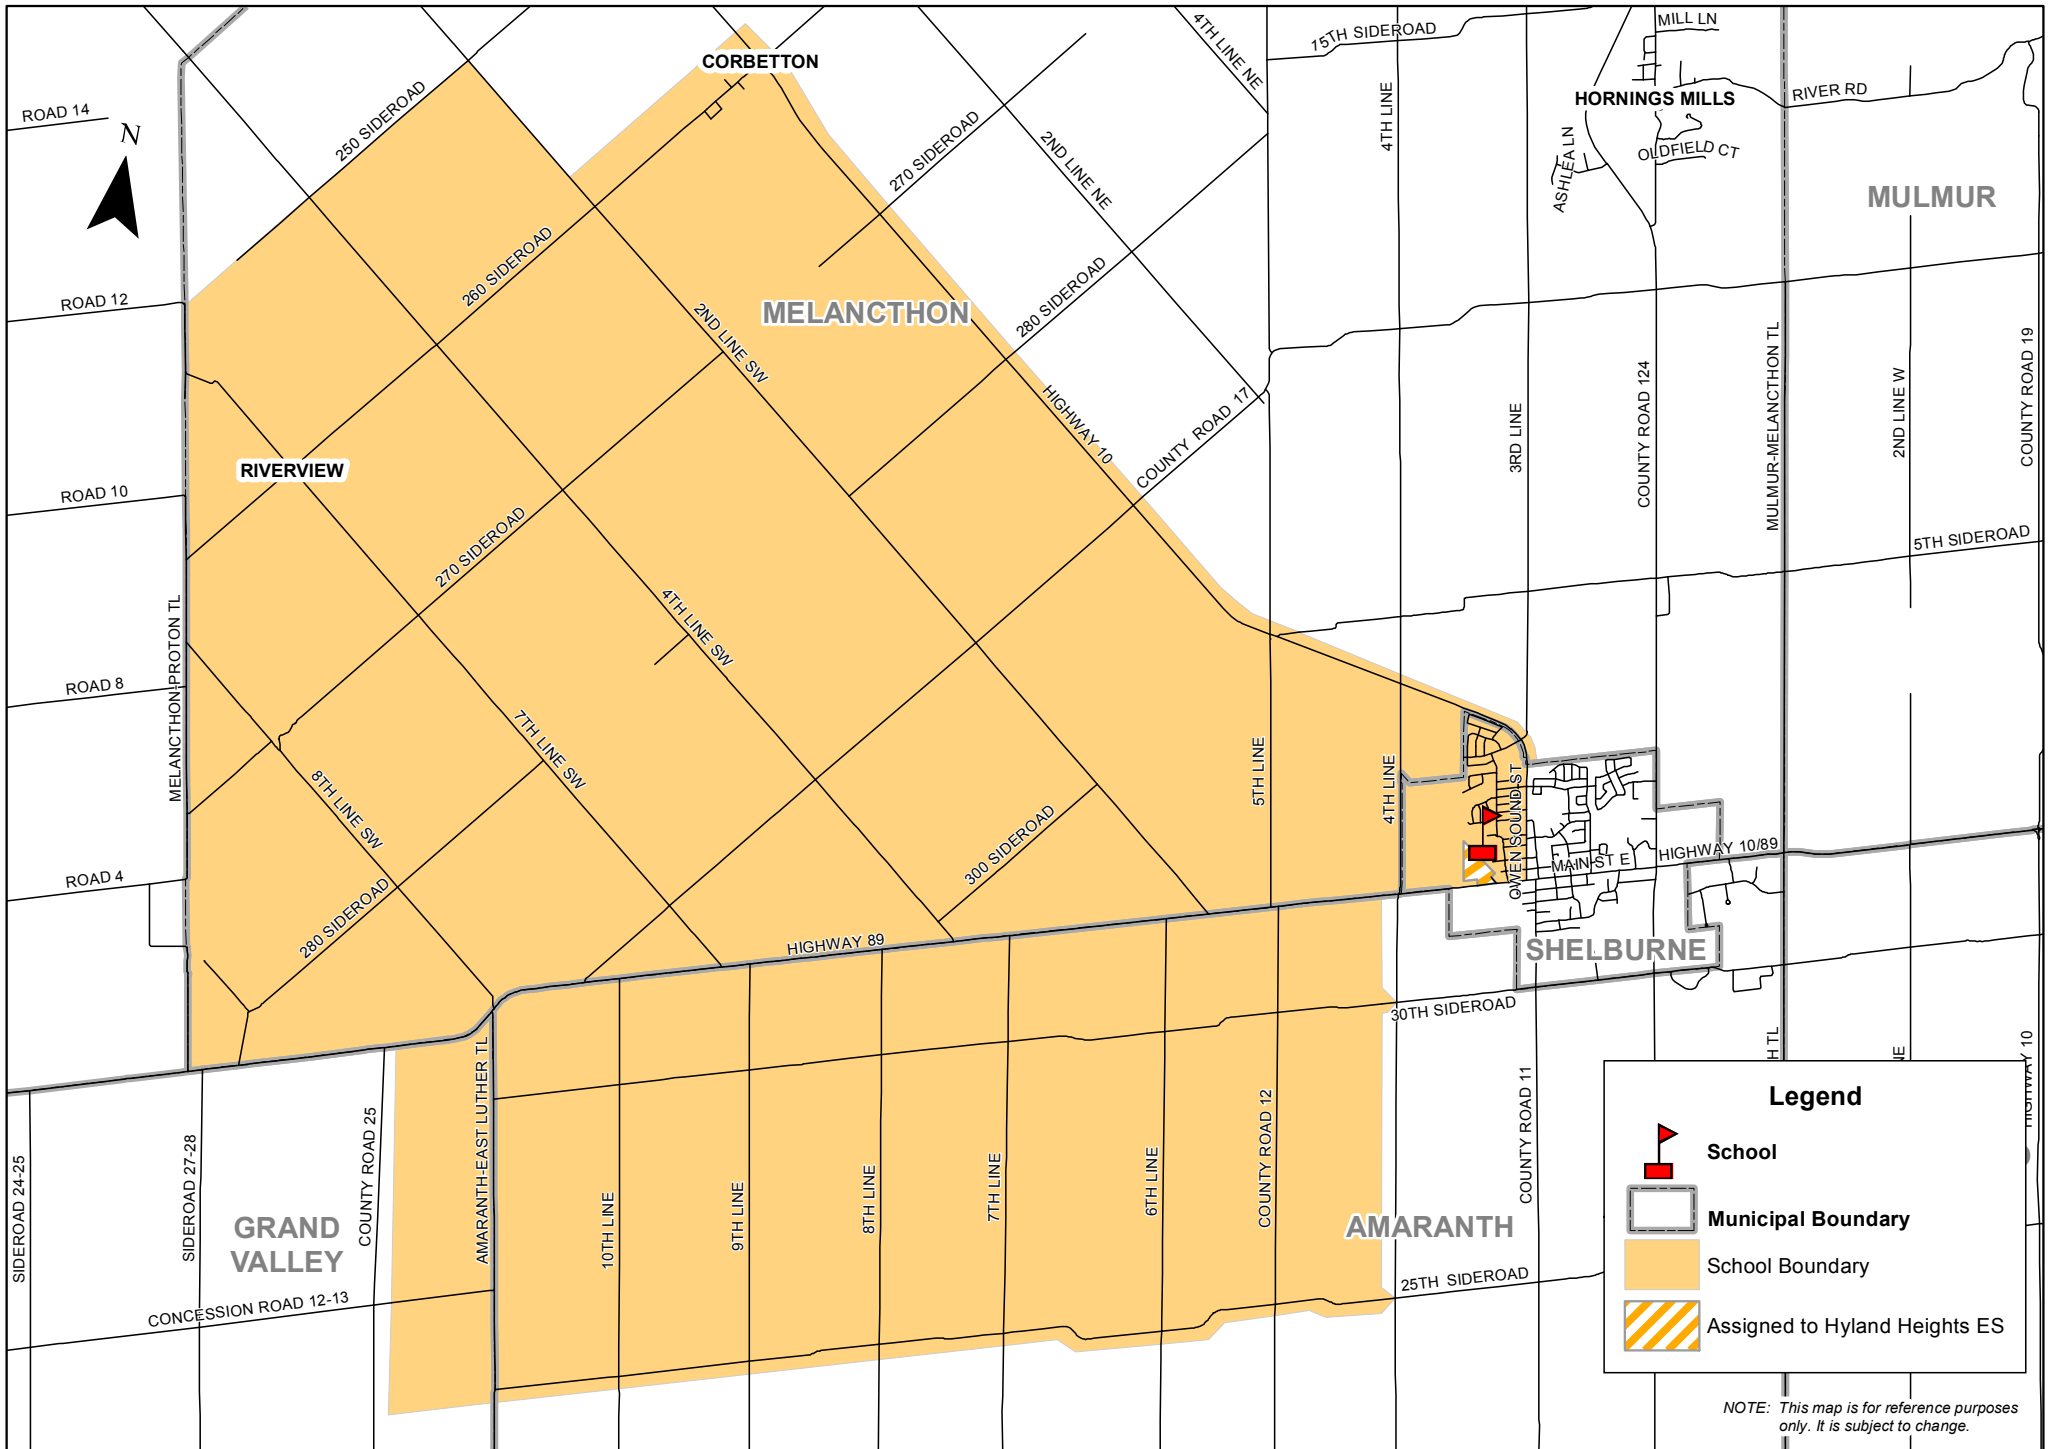 4TH LINE NE
15TH SIDEROAD
MILL LN
CORBETTON
ROAD 14
N
250 SIDEROAD
4TH LINE
HORNINGS MILLS
RIVER RD
270 SIDEROAD
2ND LINE NE
ASHLEA LN
OLDFIELD CT
MULMUR
ROAD 12
260 SIDEROAD
MELANCTHON
280 SIDEROAD
2ND LINE SW
HIGHWAY 10
COUNTY ROAD 17
3RD LINE
COUNTY ROAD 124
MULMUR-MELANCTHON TL
2ND LINE W
COUNTY ROAD 19
RIVERVIEW
ROAD 10
270 SIDEROAD
5TH SIDEROAD
MELANCTHON-PROTON TL
4TH LINE SW
ROAD 8
7TH LINE SW
8TH LINE SW
5TH LINE
4TH LINE
OWEN SOUND ST
300 SIDEROAD
MAIN ST E
HIGHWAY 10/89
ROAD 4
280 SIDEROAD
HIGHWAY 89
SHELBURNE
30TH SIDEROAD
AMARANTH-EAST LUTHER TL
COUNTY ROAD 25
SIDEROAD 27-28
SIDEROAD 24-25
GRAND
VALLEY
10TH LINE
9TH LINE
8TH LINE
7TH LINE
6TH LINE
COUNTY ROAD 12
COUNTY ROAD 11
AMARANTH
25TH SIDEROAD
CONCESSION ROAD 12-13
H TL
NE
HIGHWAY 10
Legend
School
Municipal Boundary
School Boundary
Assigned to Hyland Heights ES
NOTE: This map is for reference purposes
only. It is subject to change.